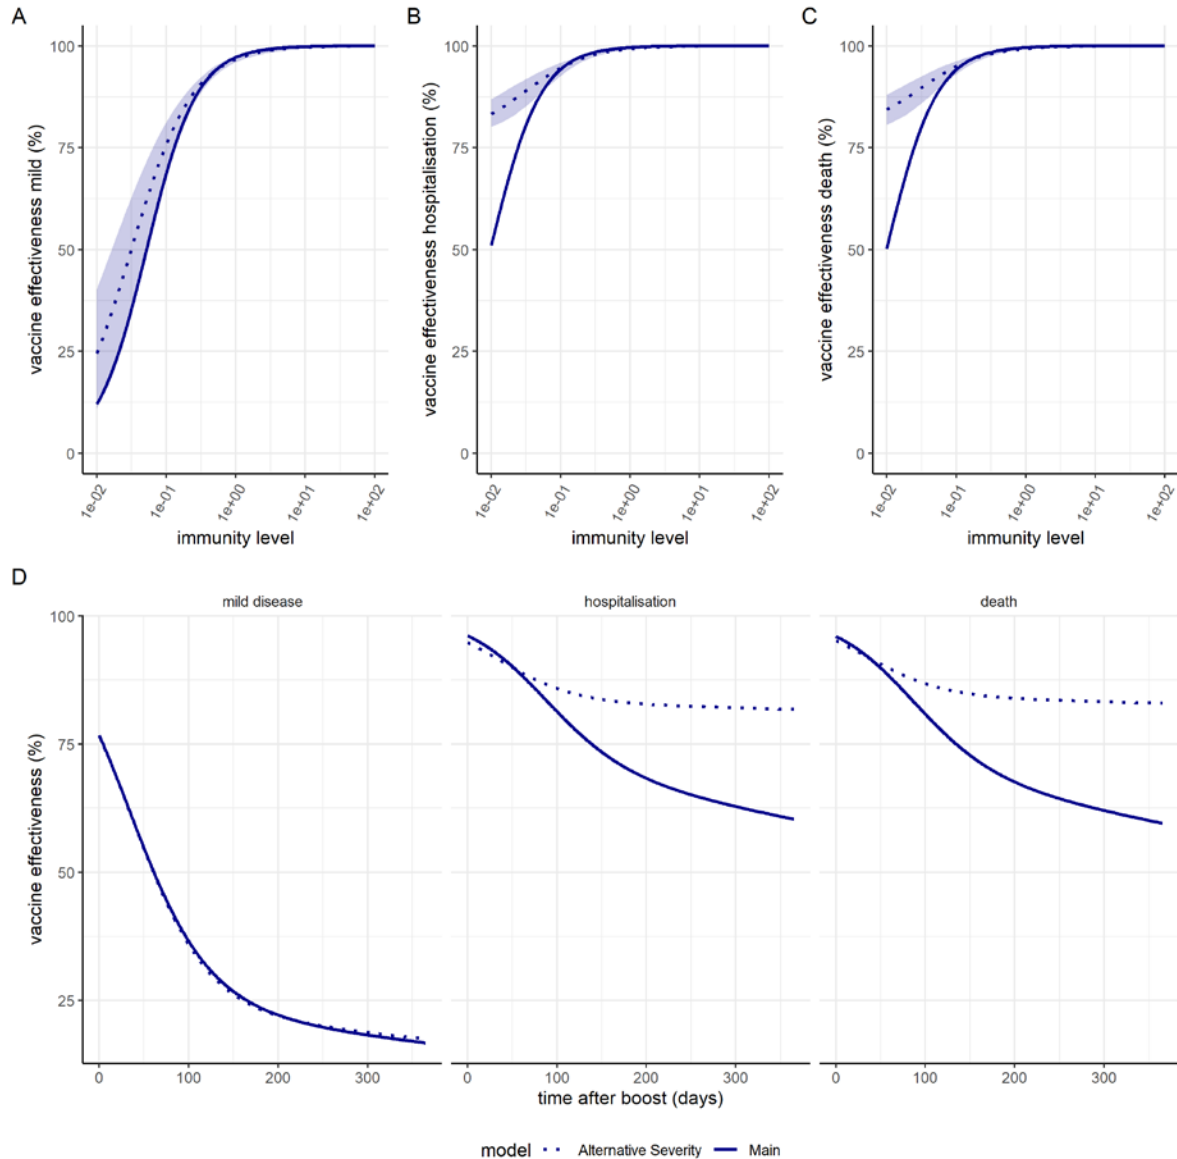 A
B
C
vaccine effectiveness mild (%)
100
75
50
25
0
1e-02
1e-01
1e+00
1e+01
1e+02
immunity level
vaccine effectiveness hospitalisation (%)
100
75
50
25
0
1e-02
1e-01
1e+00
1e+01
1e+02
immunity level
vaccine effectiveness death (%)
100
75
50
25
0
1e-02
1e-01
1e+00
1e+01
1e+02
immunity level
D
mild disease
hospitalisation
death
vaccine effectiveness (%)
100
75
50
25
0 100 200 300
0 100 200 300
0 100 200 300
time after boost (days)
model Alternative Severity Main